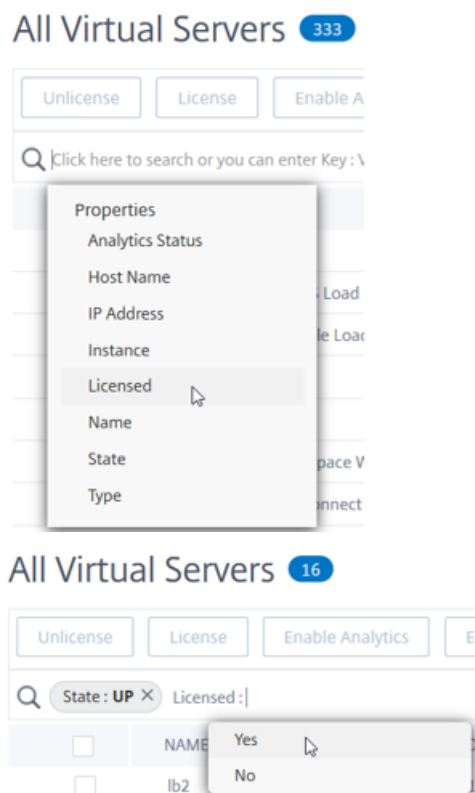 All Virtual Servers 333
Unlicense License Enable A
Click here to search or you can enter Key : V
Properties
Analytics Status
Host Name
Load
IP Address
le Load
Instance
Licensed
Name
State
pace
Type
onnect
All Virtual Servers 16
Unlicense License Enable Analytics E
State : UP × Licensed :
NAME Yes
lb2 No